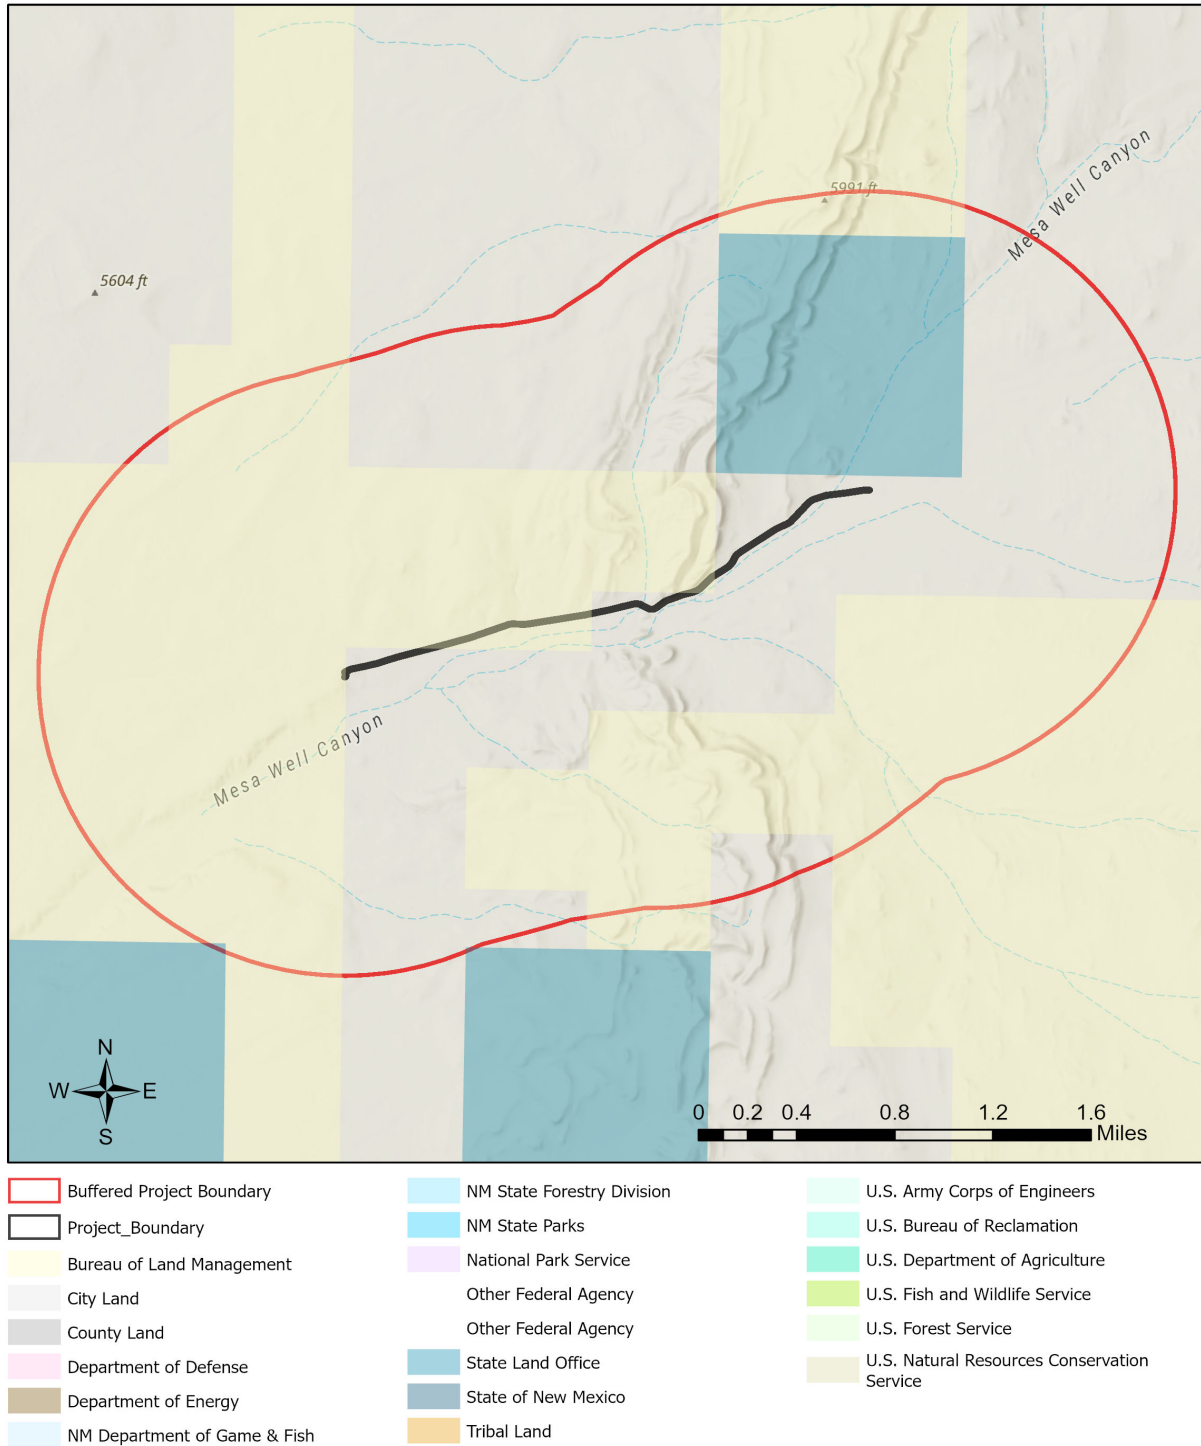 5991 ft
Mesa Well Canyon
5604 ft
Mesa Well Canyon
N
W E
S
0 0.2 0.4 0.8 1.2 1.6
Miles
Buffered Project Boundary
Project_Boundary
Bureau of Land Management
City Land
County Land
Department of Defense
Department of Energy
NM Department of Game & Fish
NM State Forestry Division
NM State Parks
National Park Service
Other Federal Agency
Other Federal Agency
State Land Office
State of New Mexico
Tribal Land
U.S. Army Corps of Engineers
U.S. Bureau of Reclamation
U.S. Department of Agriculture
U.S. Fish and Wildlife Service
U.S. Forest Service
U.S. Natural Resources Conservation
Service